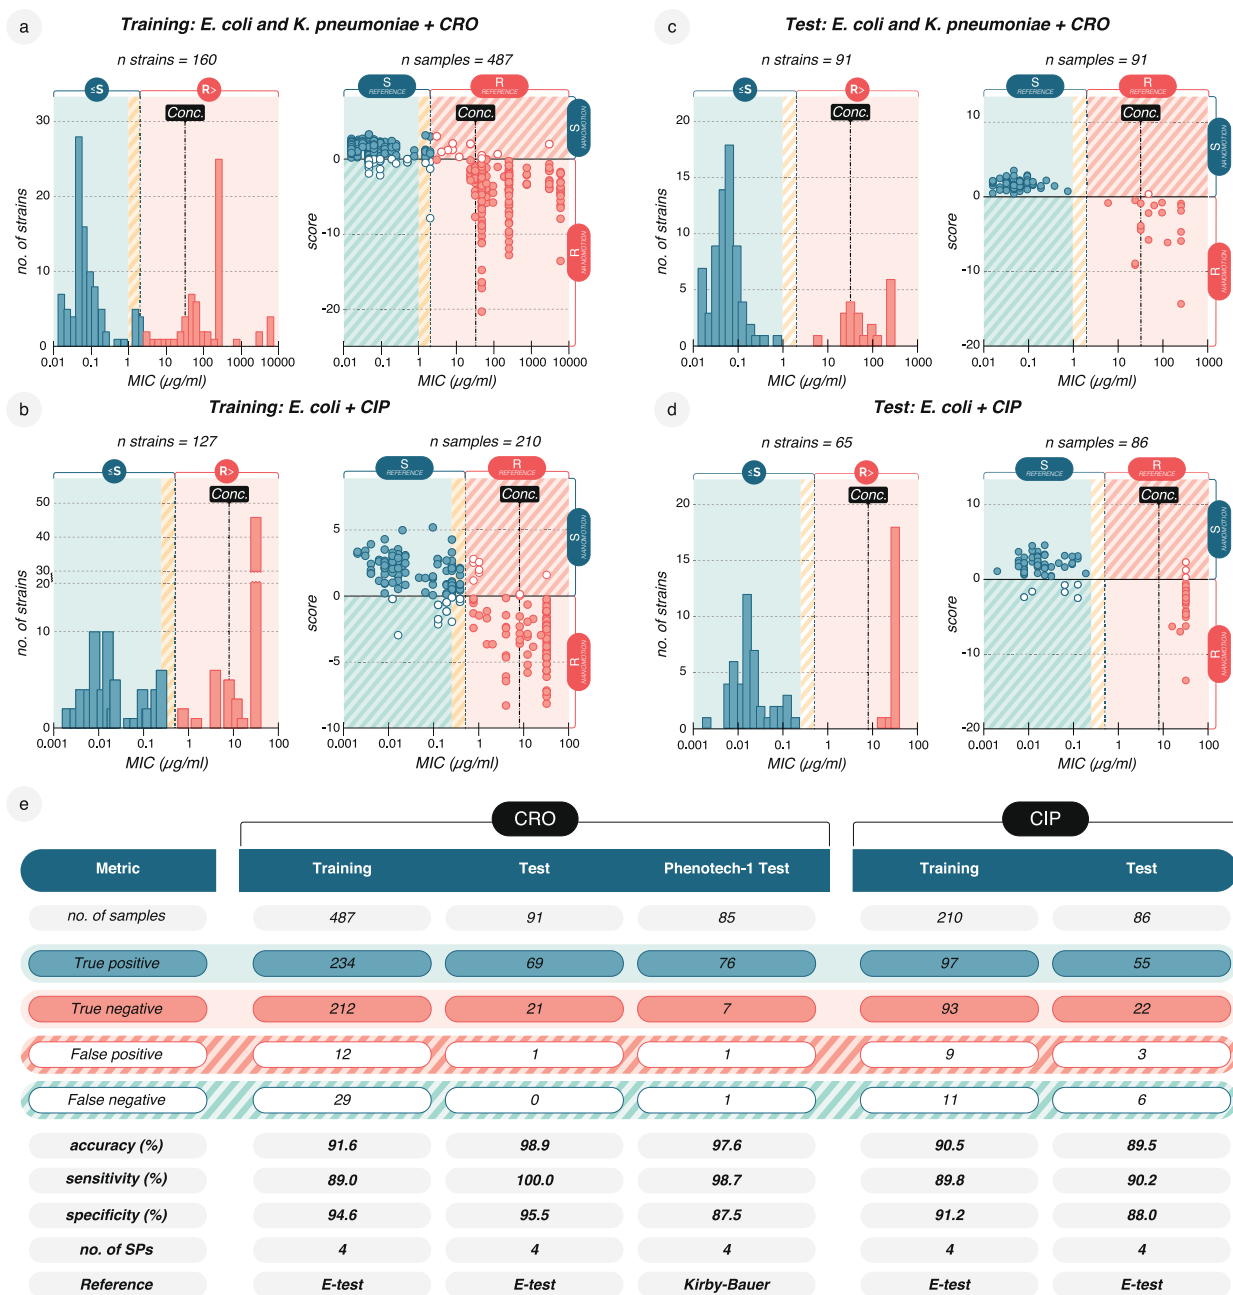 a
Training: E. coli and K. pneumoniae + CRO
n strains = 160
≤S
R>
Conc.
no. of strains
30
20
10
0
0.01 0.1 1 10 100 1000 10000
MIC (µg/ml)
n samples = 487
S
REFERENCE
R
REFERENCE
Conc.
score
0
-10
-20
0.1 1 10 100 1000 10000
MIC (µg/ml)
S
NANOMOTION
R
NANOMOTION
c
Test: E. coli and K. pneumoniae + CRO
n strains = 91
≤S
R>
Conc.
no. of strains
20
15
10
5
0
0.01 0.1 1 10 100 1000
MIC (µg/ml)
n samples = 91
S
REFERENCE
R
REFERENCE
Conc.
score
10
0
-10
-20
0.01 0.1 1 10 100 1000
MIC (µg/ml)
S
NANOMOTION
R
NANOMOTION
b
Training: E. coli + CIP
n strains = 127
≤S
R>
Conc.
no. of strains
50
40
30
20
10
0
0.001 0.01 0.1 1 10 100
MIC (µg/ml)
n samples = 210
S
REFERENCE
R
REFERENCE
Conc.
score
5
0
-5
-10
0.001 0.01 0.1 1 10 100
MIC (µg/ml)
S
NANOMOTION
R
NANOMOTION
d
Test: E. coli + CIP
n strains = 65
≤S
R>
Conc.
no. of strains
20
15
10
5
0
0.001 0.01 0.1 1 10 100
MIC (µg/ml)
n samples = 86
S
REFERENCE
R
REFERENCE
Conc.
score
10
0
-10
-20
0.001 0.01 0.1 1 10 100
MIC (µg/ml)
S
NANOMOTION
R
NANOMOTION
e
CRO CIP
Metric Training Test Phenotech-1 Test Training Test
no. of samples 487 91 85 210 86
True positive 234 69 76 97 55
True negative 212 21 7 93 22
False positive 12 1 1 9 3
False negative 29 0 1 11 6
accuracy (%) 91.6 98.9 97.6 90.5 89.5
sensitivity (%) 89.0 100.0 98.7 89.8 90.2
specificity (%) 94.6 95.5 87.5 91.2 88.0
no. of SPs 4 4 4 4 4
Reference E-test E-test Kirby-Bauer E-test E-test